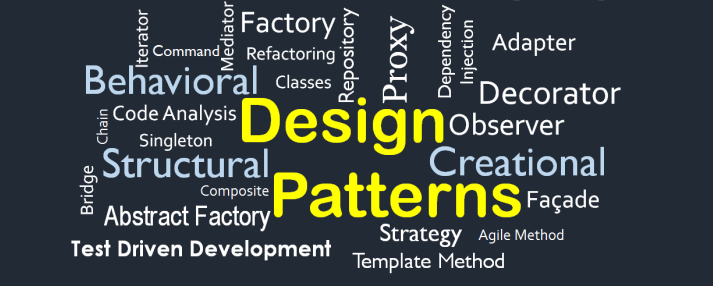 Iterator
Command
Mediator
Factory
Refactoring
Repository
Proxy
Dependency
Injection
Adapter
Behavioral
Classes
Decorator
Chain
Code Analysis
Design
Observer
Singleton
Structural
Creational
Bridge
Composite
Patterns
Façade
Abstract Factory
Strategy
Agile Method
Test Driven Development
Template Method